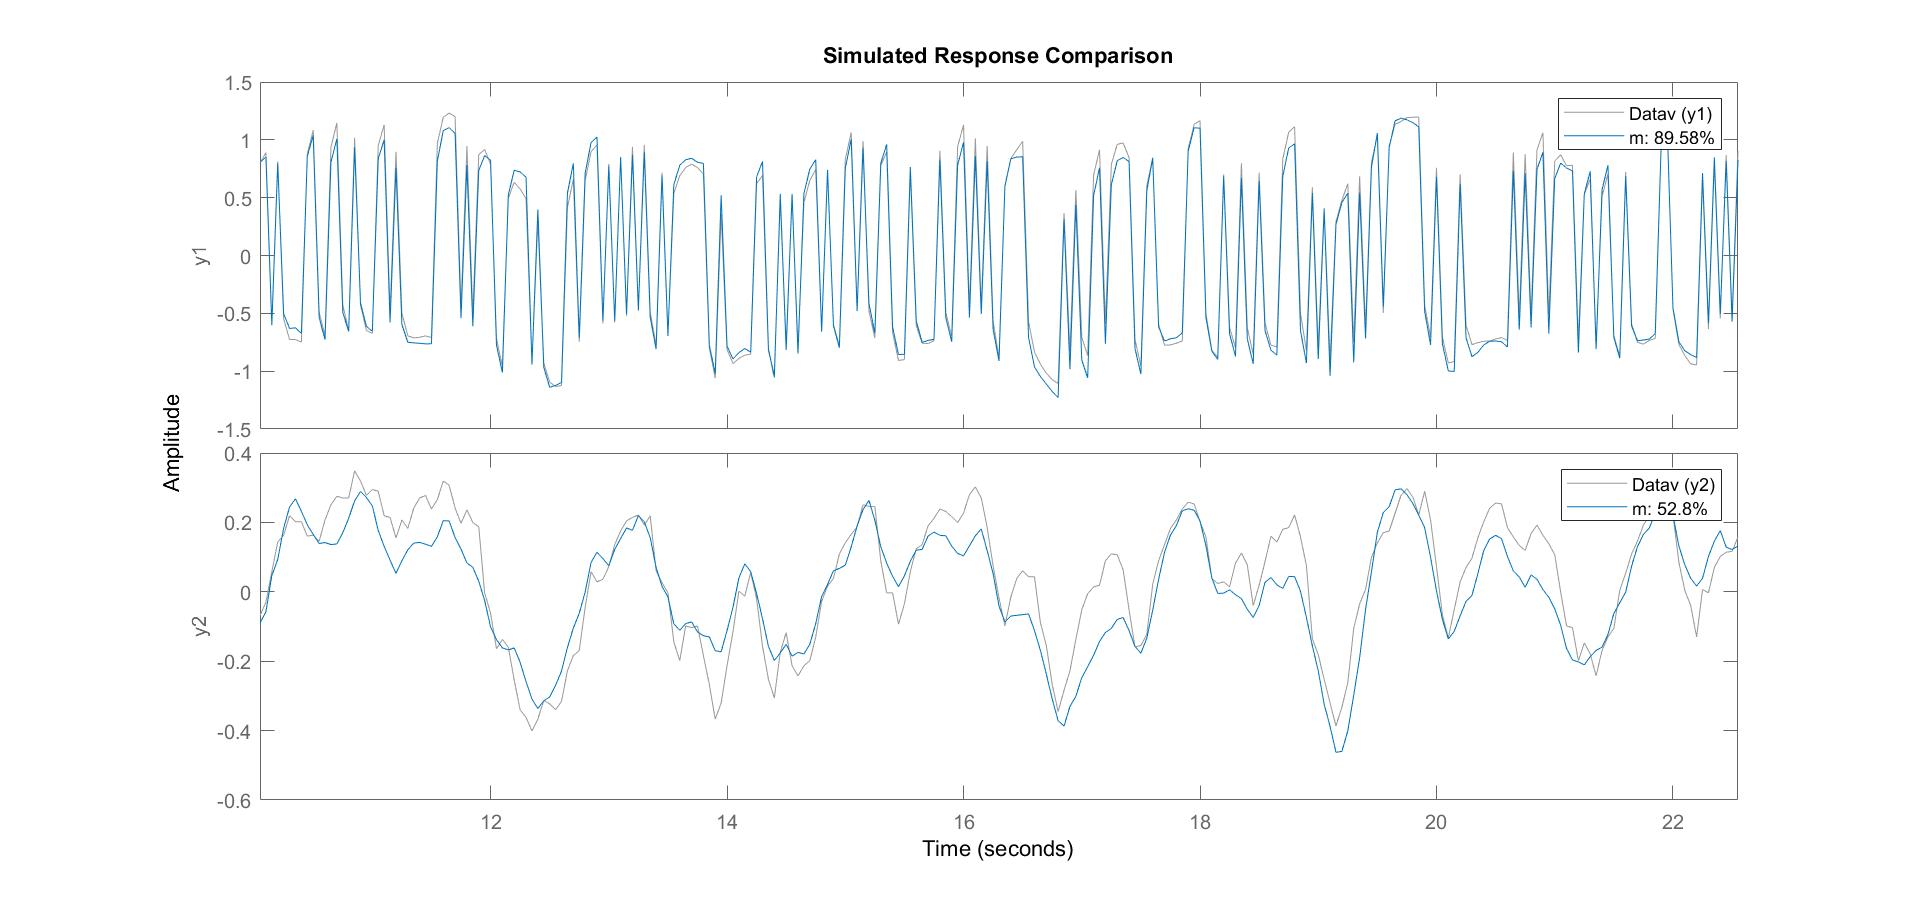 Simulated Response Comparison
1.5
1
0.5
0
-0.5
-1
-1.5
y1
Datav (y1)
m: 89.58%
Amplitude
0.4
0.2
0
-0.2
-0.4
-0.6
y2
Datav (y2)
m: 52.8%
12 14 16 18 20 22
Time (seconds)